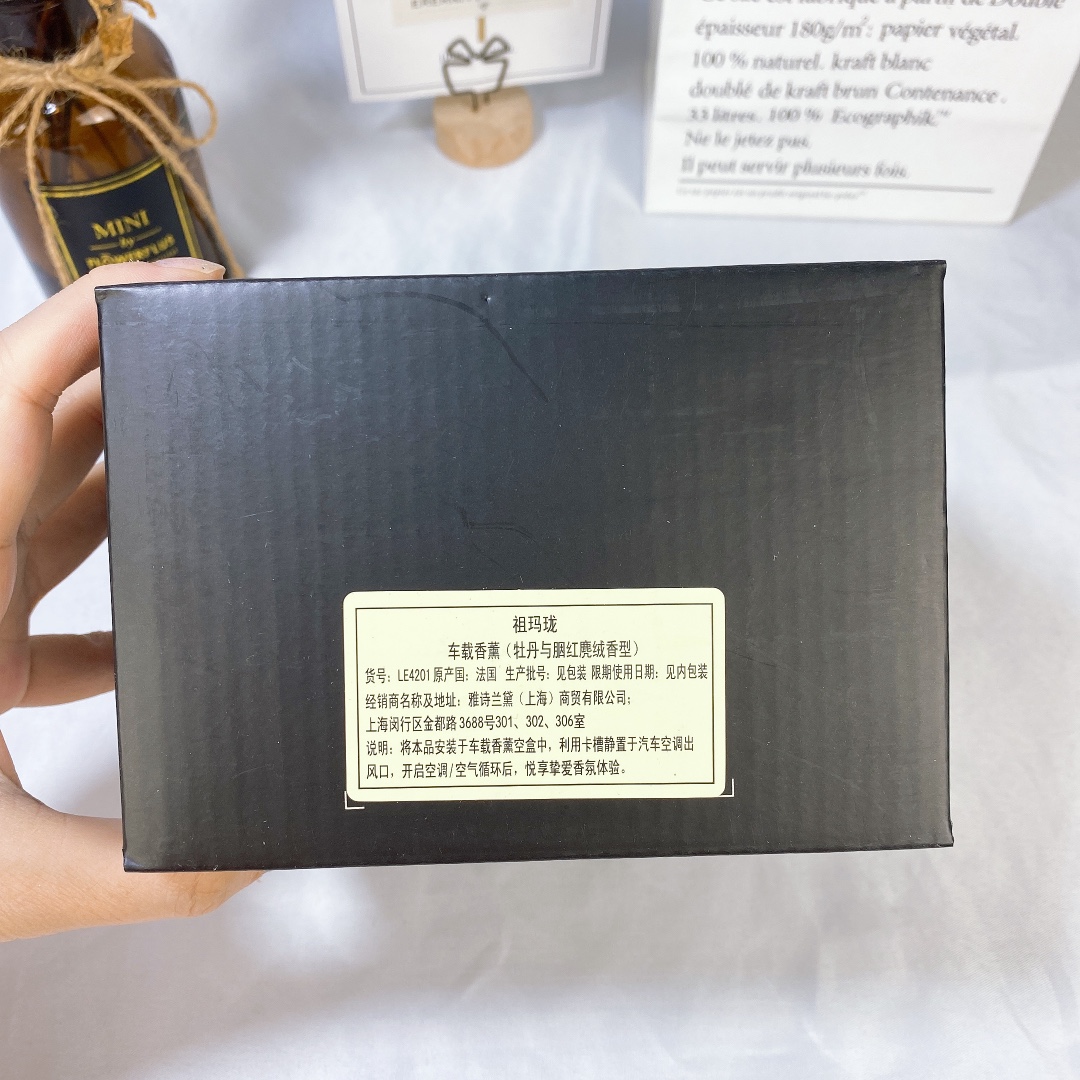 épaisseur 180g/m²: papier végétal.
100 % naturel. kraft blanc
doublé de kraft brun Contenance.
33 litres. 100 % Ecographik™
Ne le jetez pas.
Il peut servir plusieurs fois.
MINI
by
祖玛珑
车载香薰（牡丹与胭红麂绒香型）
货号：LE4201 原产国：法国 生产批号：见包装 限期使用日期：见内包装
经销商名称及地址：雅诗兰黛（上海）商贸有限公司；
上海闵行区金都路3688号301、302、306室
说明：将本品安装于车载香薰空盒中，利用卡槽静置于汽车空调出
风口，开启空调/空气循环后，悦享挚爱香氛体验。